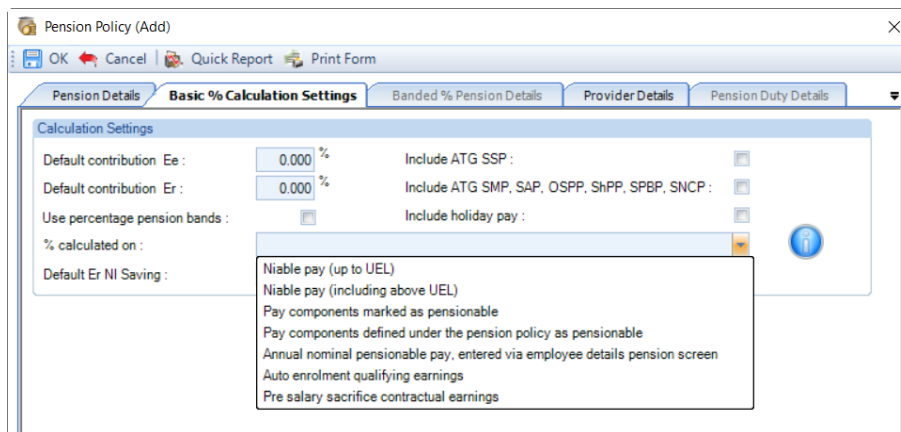 Pension Policy (Add)
OK Cancel Quick Report Print Form
Pension Details Basic % Calculation Settings Banded % Pension Details Provider Details Pension Duty Details
Calculation Settings
Default contribution Ee : 0.000 % Include ATG SSP :
Default contribution Er : 0.000 % Include ATG SMP, SAP, OSPP, ShPP, SPBP, SNCP :
Use percentage pension bands : Include holiday pay :
% calculated on :
Default Er NI Saving :
Niable pay (up to UEL)
Niable pay (including above UEL)
Pay components marked as pensionable
Pay components defined under the pension policy as pensionable
Annual nominal pensionable pay, entered via employee details pension screen
Auto enrolment qualifying earnings
Pre salary sacrifice contractual earnings